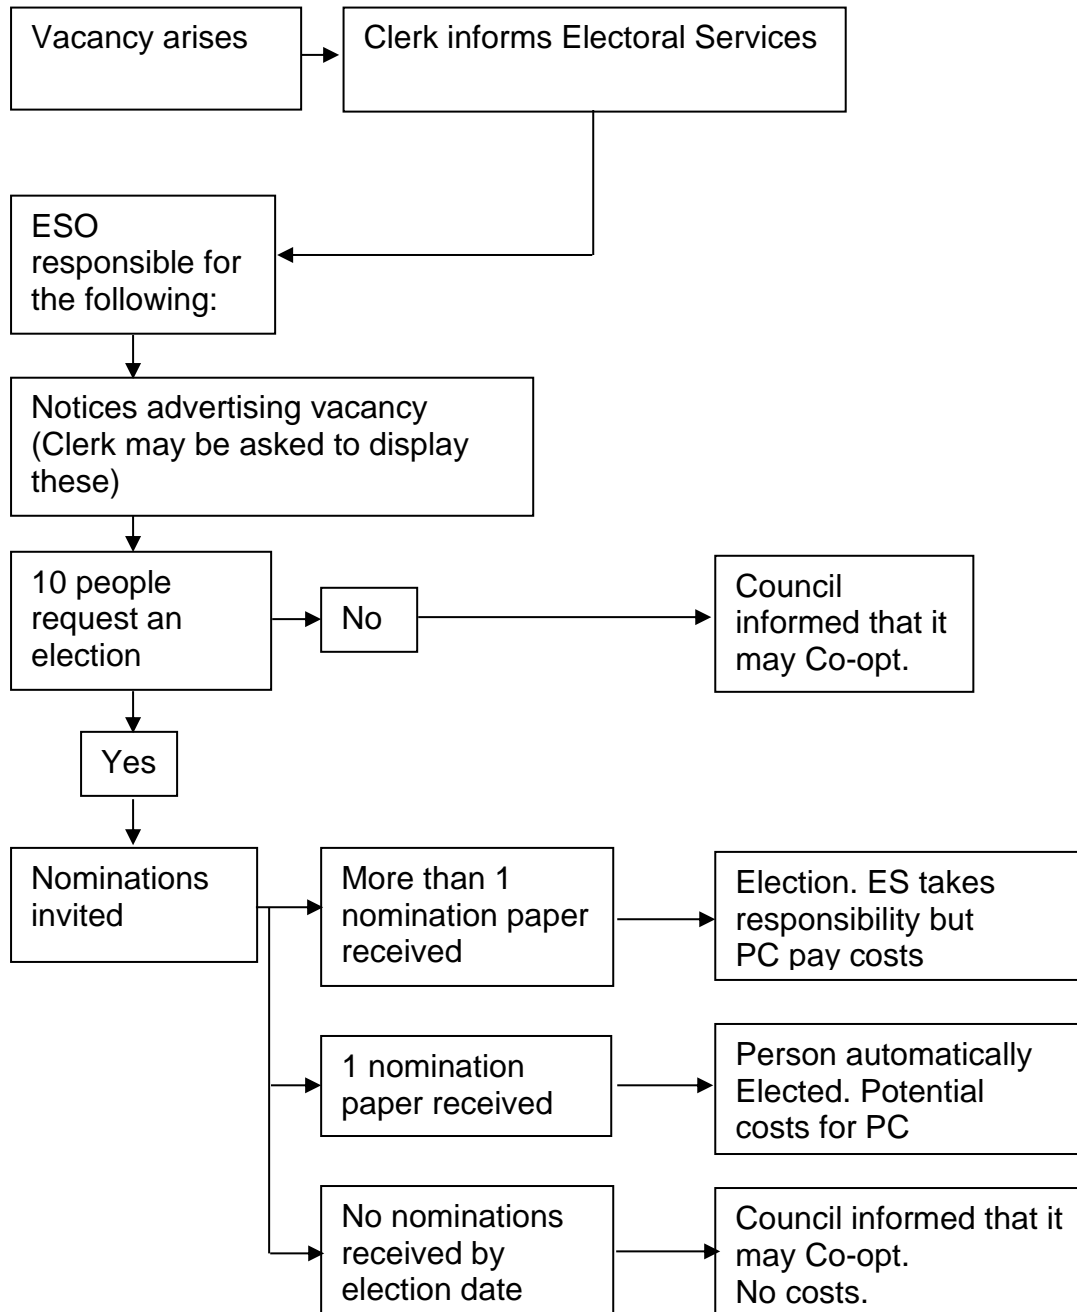 Vacancy arises
Clerk informs Electoral Services
ESO
responsible for
the following:
Notices advertising vacancy
(Clerk may be asked to display
these)
10 people
request an
election
No
Council
informed that it
may Co-opt.
Yes
Nominations
invited
More than 1
nomination paper
received
Election. ES takes
responsibility but
PC pay costs
1 nomination
paper received
Person automatically
Elected. Potential
costs for PC
No nominations
received by
election date
Council informed that it
may Co-opt.
No costs.